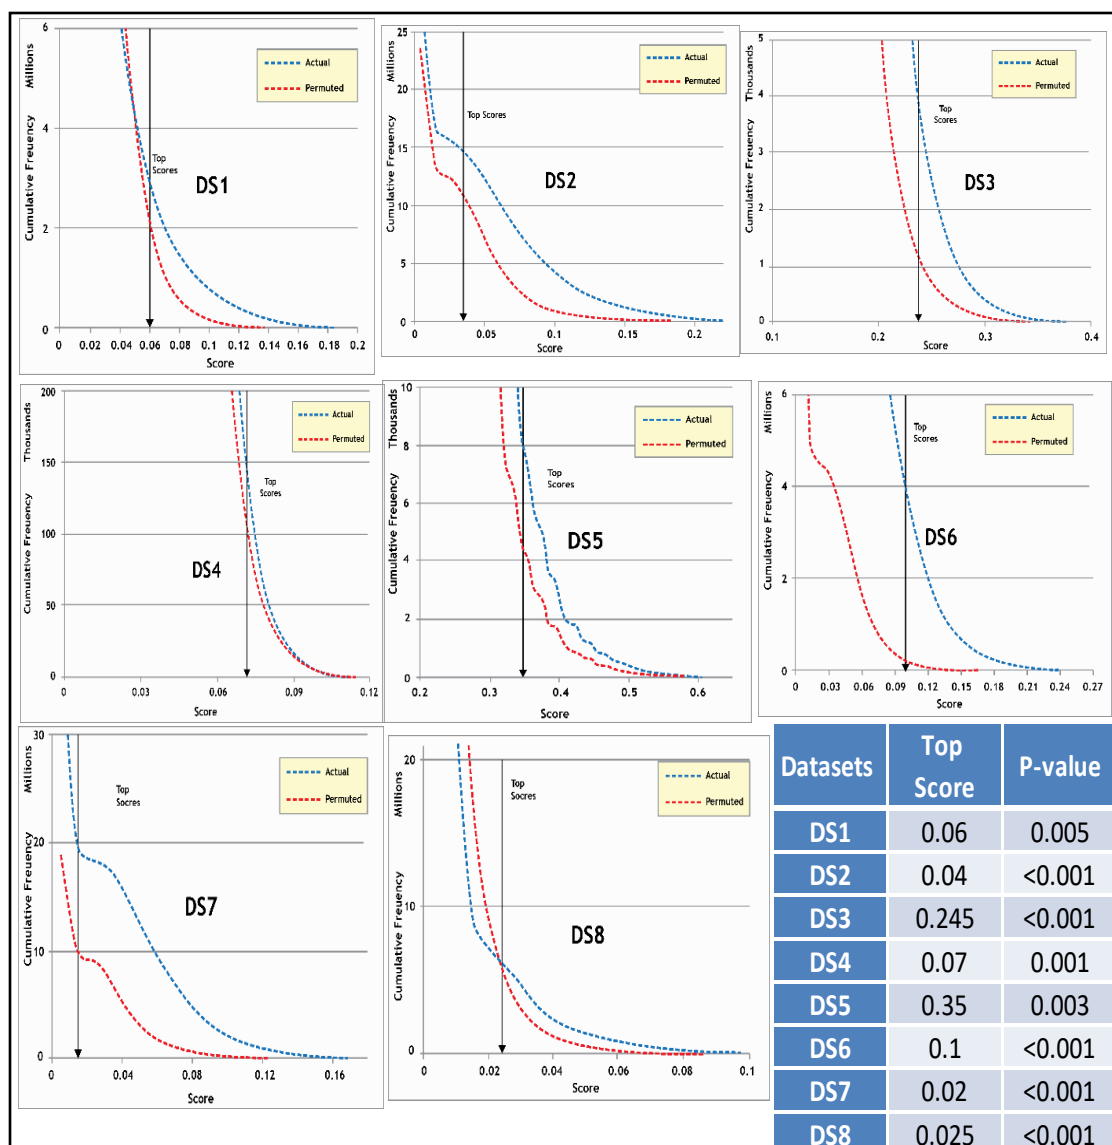 Millions
Cumulative Freuency
6
4
2
0
0 0.02 0.04 0.06 0.08 0.10 0.12 0.14 0.16 0.18 0.2
Score
Top
Scores
DS1
Actual
Permuted
Millions
Cumulative Freuency
25
20
15
10
5
0
0 0.05 0.1 0.15 0.2
Score
Top Scores
DS2
Actual
Permuted
Thousands
Cumulative Freuency
5
4
3
2
1
0
0.1 0.2 0.3 0.4
Score
Top
Scores
DS3
Actual
Permuted
Thousands
Cumulative Freuency
200
150
100
50
0
0 0.03 0.06 0.09 0.12
Score
Top
Scores
DS4
Actual
Permuted
Thousands
Cumulative Freuency
10
8
6
4
2
0
0.2 0.3 0.4 0.5 0.6
Score
Top
Scores
DS5
Actual
Permuted
Millions
Cumulative Freuency
6
4
2
0
0 0.03 0.06 0.09 0.12 0.15 0.18 0.21 0.24 0.27
Score
Top
Scores
DS6
Actual
Permuted
Millions
Cumulative Freuency
30
20
10
0
0 0.04 0.08 0.12 0.16
Score
Top
Socres
DS7
Actual
Permuted
Millions
Cumulative Freuency
20
10
0
0 0.02 0.04 0.06 0.08 0.1
Score
Top
Socres
DS8
Actual
Permuted
Datasets Top Score P-value
DS1 0.06 0.005
DS2 0.04 <0.001
DS3 0.245 <0.001
DS4 0.07 0.001
DS5 0.35 0.003
DS6 0.1 <0.001
DS7 0.02 <0.001
DS8 0.025 <0.001